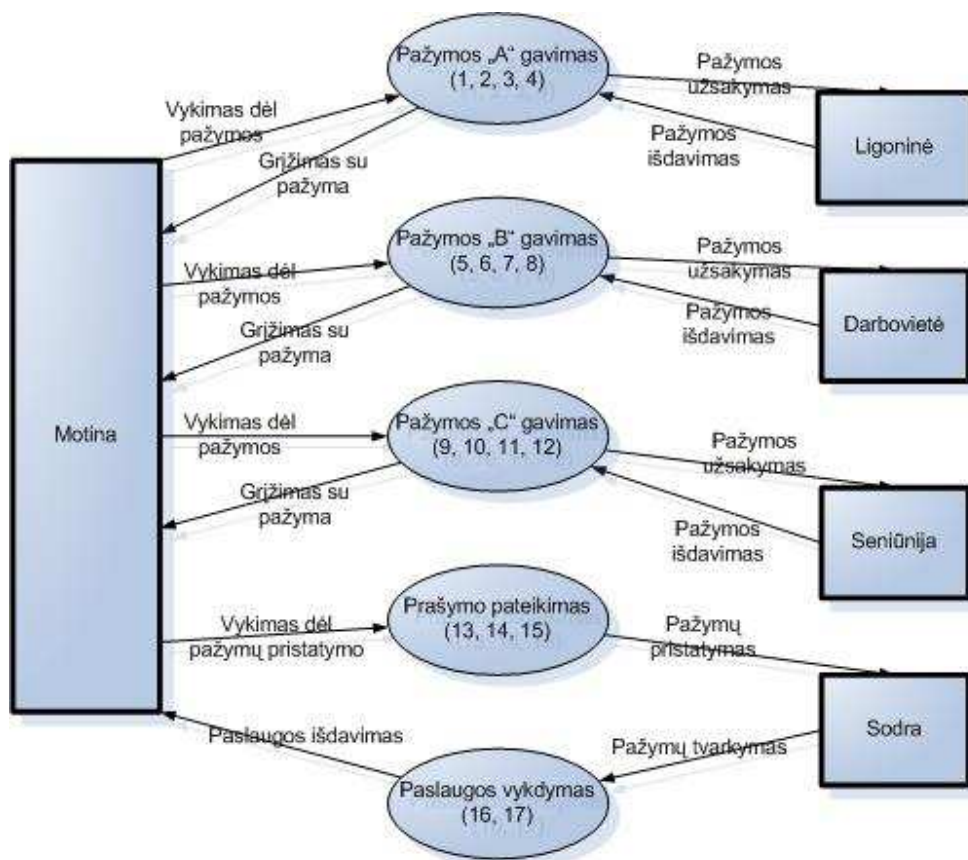 Pažymos „A“ gavimas
(1, 2, 3, 4)
Pažymos
užsakymas
Vykimas dėl
pažymos
Pažymos
išdavimas
Ligoninė
Grįžimas su
pažyma
Pažymos „B“ gavimas
(5, 6, 7, 8)
Pažymos
užsakymas
Vykimas dėl
pažymos
Pažymos
išdavimas
Darbovietė
Grįžimas su
pažyma
Motina
Vykimas dėl
pažymos
Pažymos „C“ gavimas
(9, 10, 11, 12)
Pažymos
užsakymas
Grįžimas su
pažyma
Pažymos
išdavimas
Seniūnija
Prašymo pateikimas
(13, 14, 15)
Vykimas dėl
pažymų pristatymo
Pažymų
pristatymas
Sodra
Paslaugos išdavimas
Pažymų tvarkymas
Paslaugos vykdymas
(16, 17)